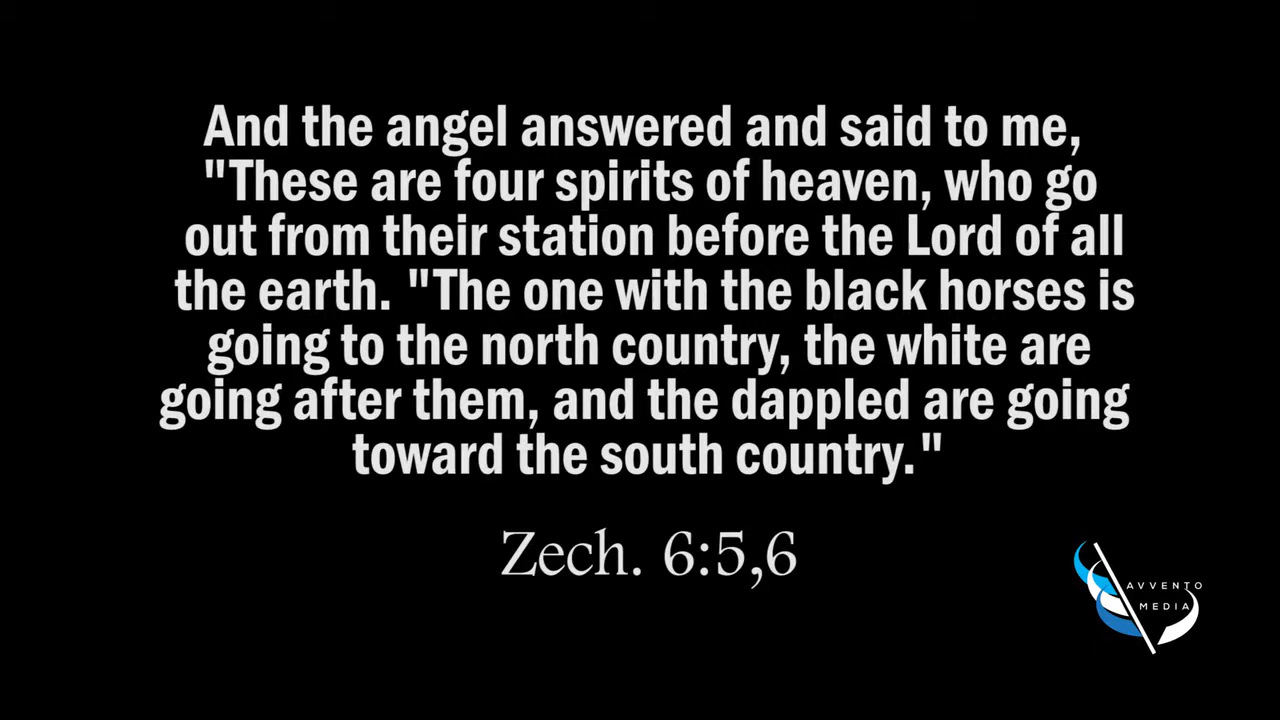 And the angel answered and said to me,
"These are four spirits of heaven, who go
out from their station before the Lord of all
the earth. "The one with the black horses is
going to the north country, the white are
going after them, and the dappled are going
toward the south country."
Zech. 6:5,6
AVVENTO
MEDIA